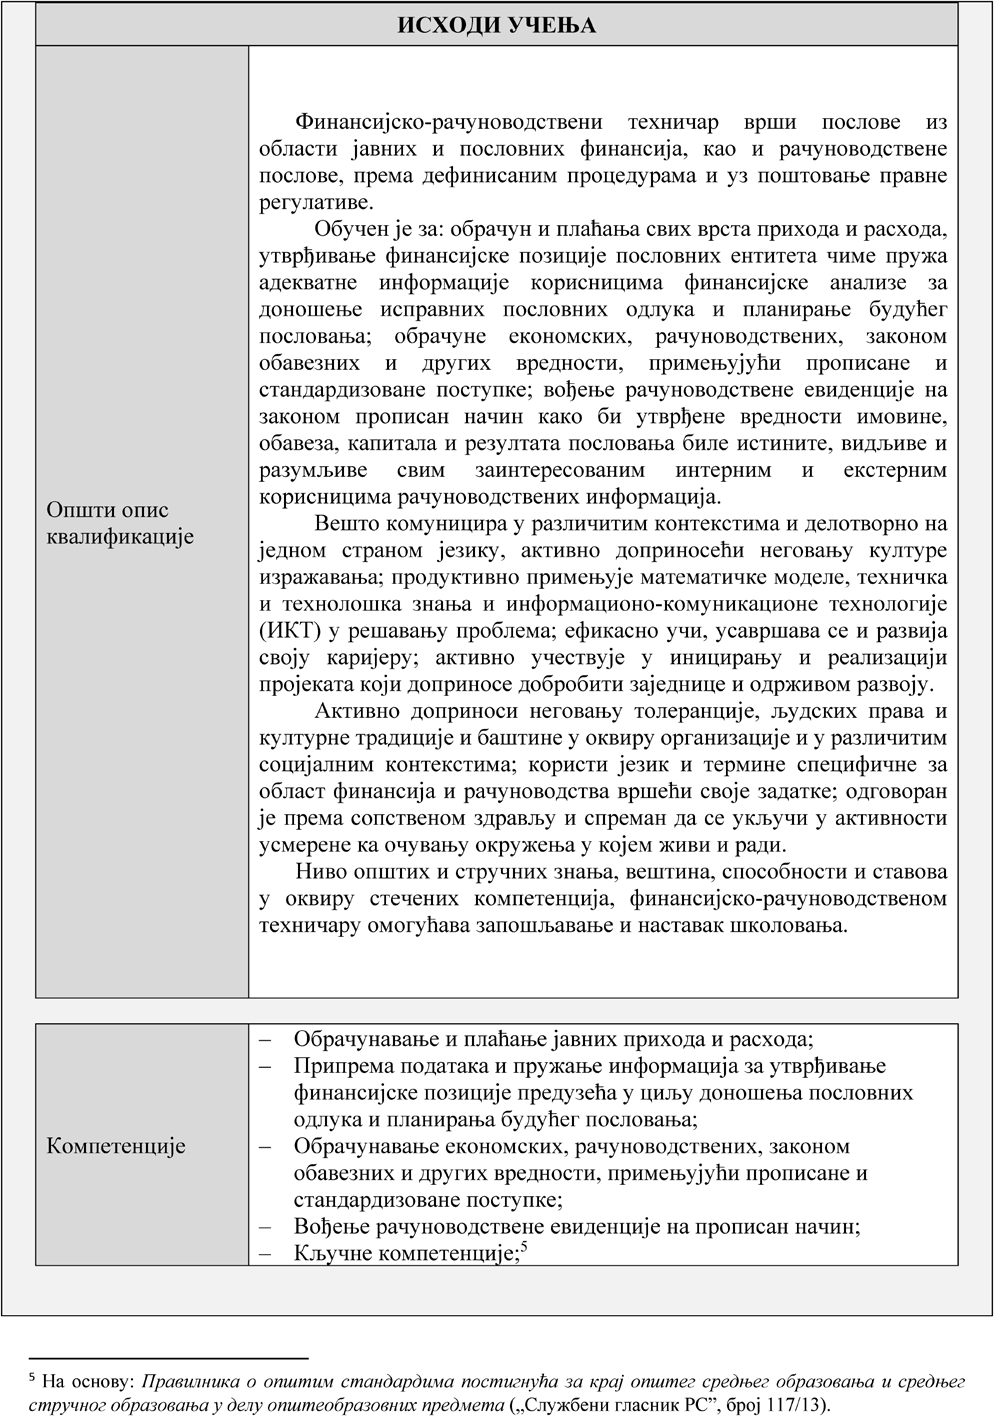 ИСХОДИ УЧЕЊА
Општи опис
квалификације
Финансијско-рачуноводствени техничар врши послове из
области јавних и пословних финансија, као и рачуноводствене
послове, према дефинисаним процедурама и уз поштовање правне
регулативе.
Обучен је за: обрачун и плаћања свих врста прихода и расхода,
утврђивање финансијске позиције пословних ентитета чиме пружа
адекватне информације корисницима финансијске анализе за
доношење исправних пословних одлука и планирање будућег
пословања; обрачуне економских, рачуноводствених, законом
обавезних и других вредности, примењујући прописане и
стандардизоване поступке; вођење рачуноводствене евиденције на
законом прописан начин како би утврђене вредности имовине,
обавеза, капитала и резултата пословања биле истините, видљиве и
разумљиве свим заинтересованим интерним и екстерним
корисницима рачуноводствених информација.
Вешто комуницира у различитим контекстима и делотворно на
једном страном језику, активно доприносећи неговању културе
изражавања; продуктивно примењује математичке моделе, техничка
и технолошка знања и информационо-комуникационе технологије
(ИКТ) у решавању проблема; ефикасно учи, усавршава се и развија
своју каријеру; активно учествује у иницирању и реализацији
пројеката који доприносе добробити заједнице и одрживом развоју.
Активно доприноси неговању толеранције, људских права и
културне традиције и баштине у оквиру организације и у различитим
социјалним контекстима; користи језик и термине специфичне за
област финансија и рачуноводства вршећи своје задатке; одговоран
је према сопственом здрављу и спреман да се укључи у активности
усмерене ка очувању окружења у којем живи и ради.
Ниво општих и стручних знања, вештина, способности и ставова
у оквиру стечених компетенција, финансијско-рачуноводственом
техничару омогућава запошљавање и наставак школовања.
Компетенције
– Обрачунавање и плаћање јавних прихода и расхода;
– Припрема података и пружање информација за утврђивање
финансијске позиције предузећа у циљу доношења пословних
одлука и планирања будућег пословања;
– Обрачунавање економских, рачуноводствених, законом
обавезних и других вредности, примењујући прописане и
стандардизоване поступке;
– Вођење рачуноводствене евиденције на прописан начин;
– Кључне компетенције;5
5 На основу: Правилника о општим стандардима постигнућа за крај општег средњег образовања и средњег
стручног образовања у делу општеобразовних предмета („Службени гласник РС”, број 117/13).